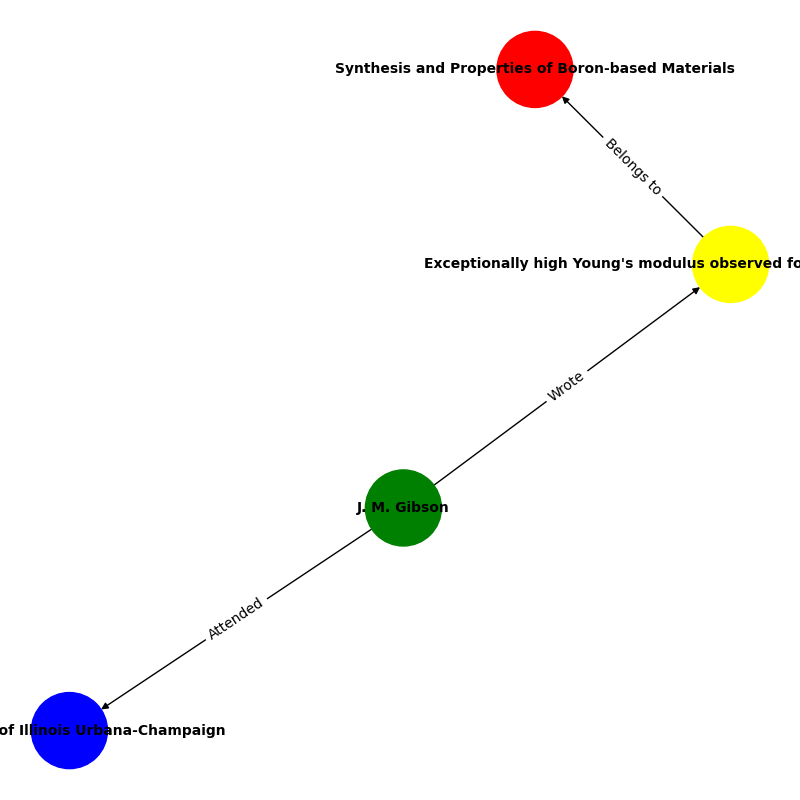 Synthesis and Properties of Boron-based Materials
Belongs to
Exceptionally high Young's modulus observed fo
Wrote
J. M. Gibson
Attended
of Illinois Urbana-Champaign